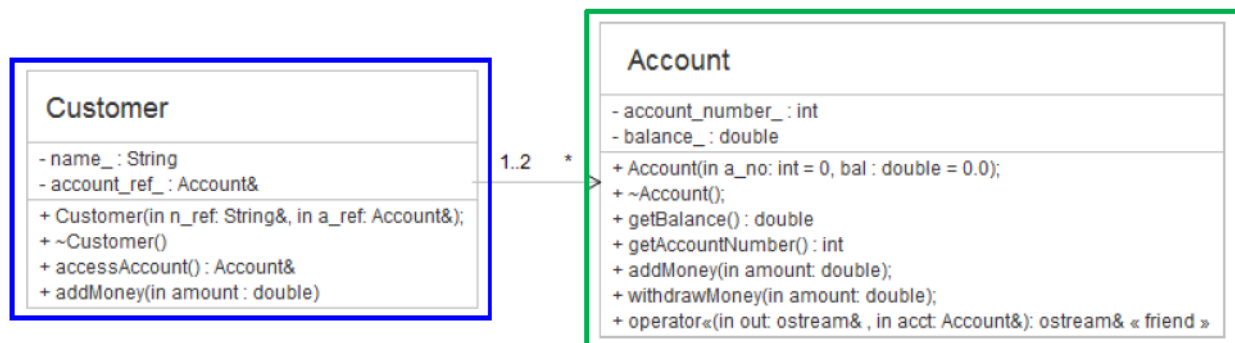 Customer
- name_ : String
- account_ref_ : Account&
+ Customer(in n_ref: String&, in a_ref: Account&);
+ ~Customer()
+ accessAccount() : Account&
+ addMoney(in amount : double)
1..2 *
Account
- account_number_ : int
- balance_ : double
+ Account(in a_no: int = 0, bal : double = 0.0);
+ ~Account();
+ getBalance() : double
+ getAccountNumber() : int
+ addMoney(in amount: double);
+ withdrawMoney(in amount: double);
+ operator«(in out: ostream& , in acct: Account&): ostream& « friend »